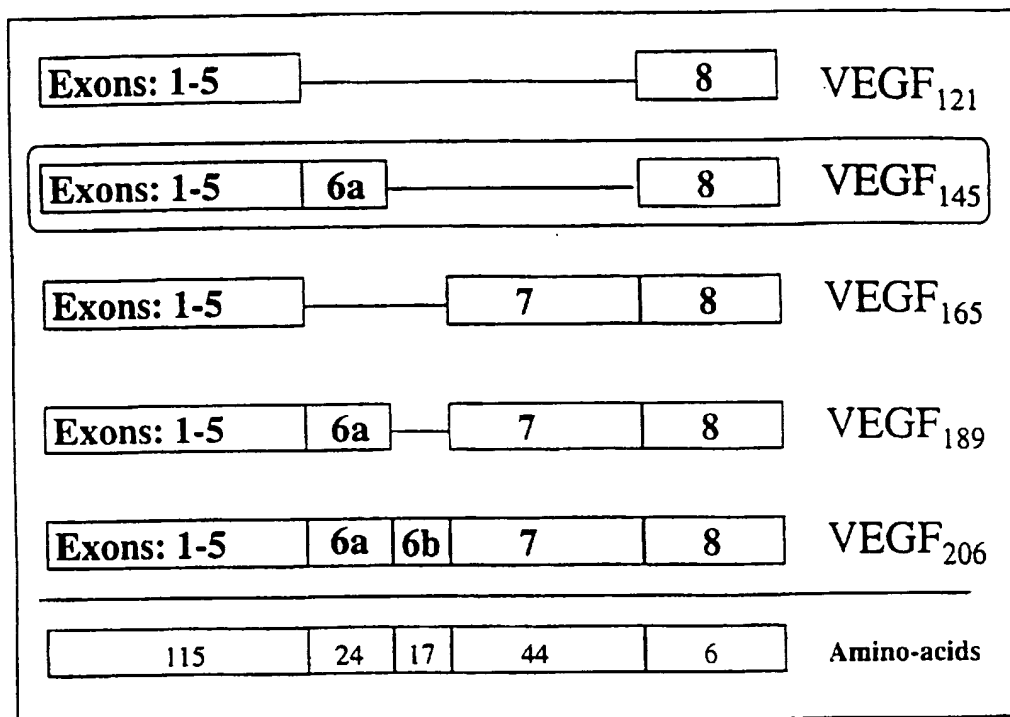 Exons: 1-5 8 VEGF121
Exons: 1-5 6a 8 VEGF145
Exons: 1-5 7 8 VEGF165
Exons: 1-5 6a 7 8 VEGF189
Exons: 1-5 6a 6b 7 8 VEGF206
115 24 17 44 6 Amino-acids